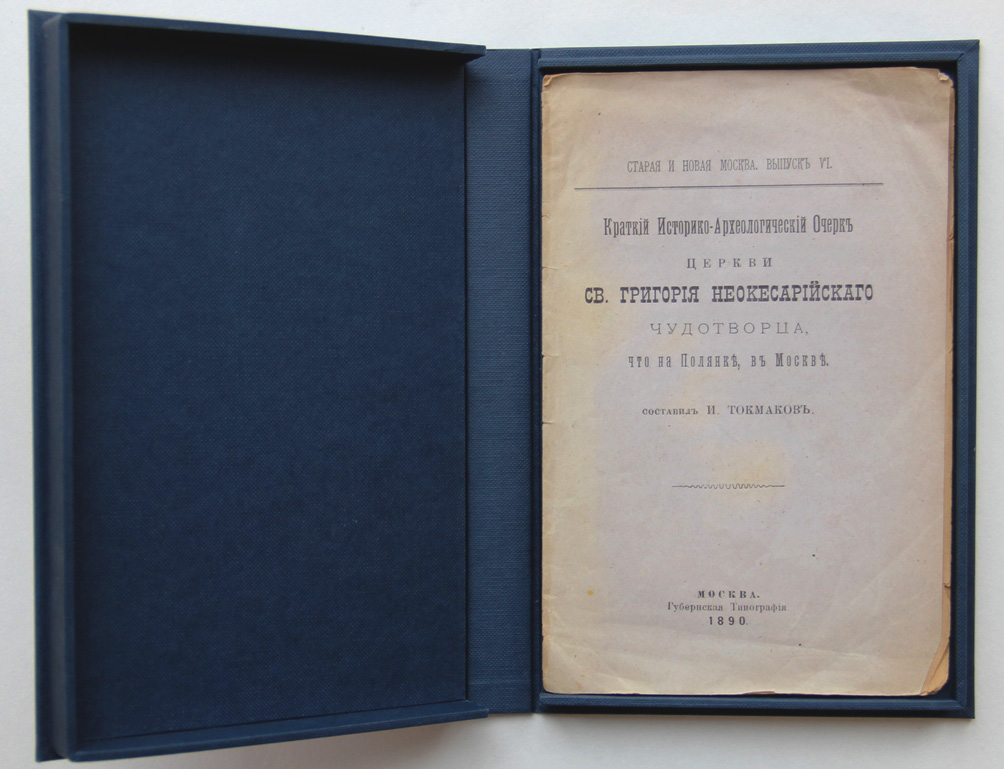 СТАРАЯ И НОВАЯ МОСКВА. ВЫПУСКЪ VI.
Краткій Историко-Археологическій Очеркъ
ЦЕРКВИ
СВ. ГРИГОРІЯ НЕОКЕСАРІЙСКАГО
ЧУДОТВОРЦА,
что на Полянкѣ, въ Москвѣ.
СОСТАВИЛЪ И. ТОКМАКОВЪ.
МОСКВА.
Губернская Типографія
1890.